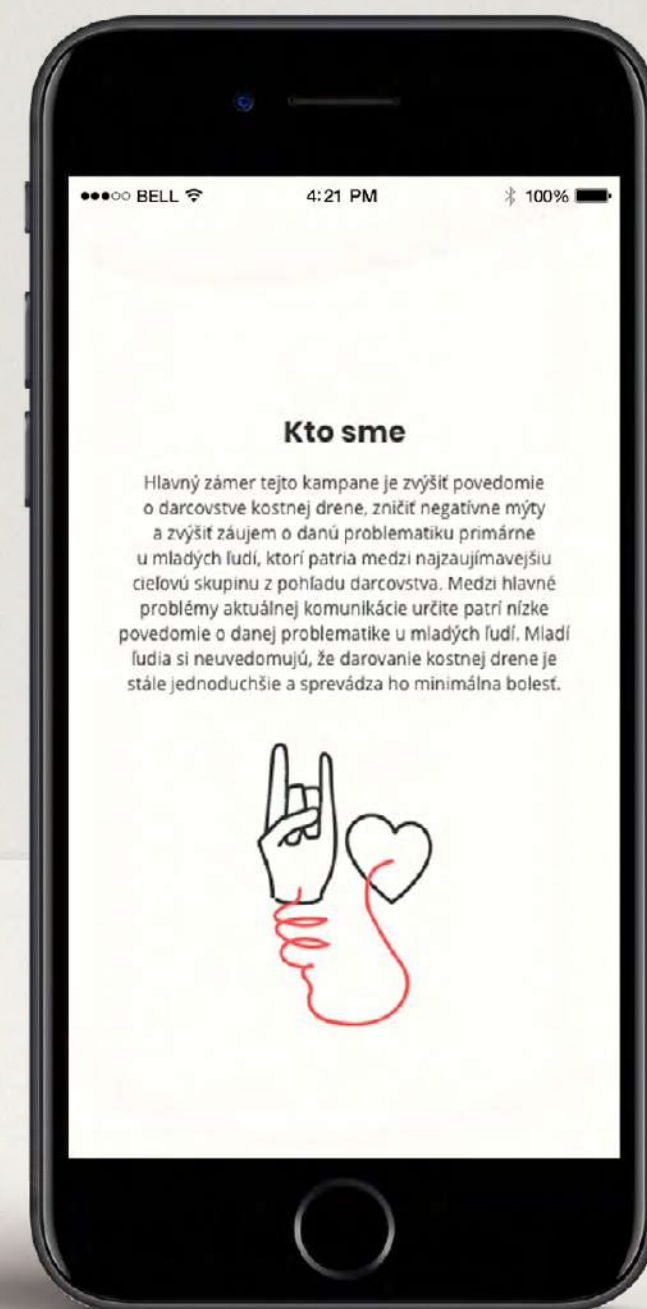 ●●●○○ BELL 4:21 PM 100%
Kto sme
Hlavný zámer tejto kampane je zvýšiť povedomie
o darcovstve kostnej drene, zničiť negatívne mýty
a zvýšiť záujem o danú problematiku primárne
u mladých ľudí, ktorí patria medzi najzaujímavejšiu
cieľovú skupinu z pohľadu darcovstva. Medzi hlavné
problémy aktuálnej komunikácie určite patrí nízke
povedomie o danej problematike u mladých ľudí. Mladí
ľudia si neuvedomujú, že darovanie kostnej drene je
stále jednoduchšie a sprevádza ho minimálna bolesť.